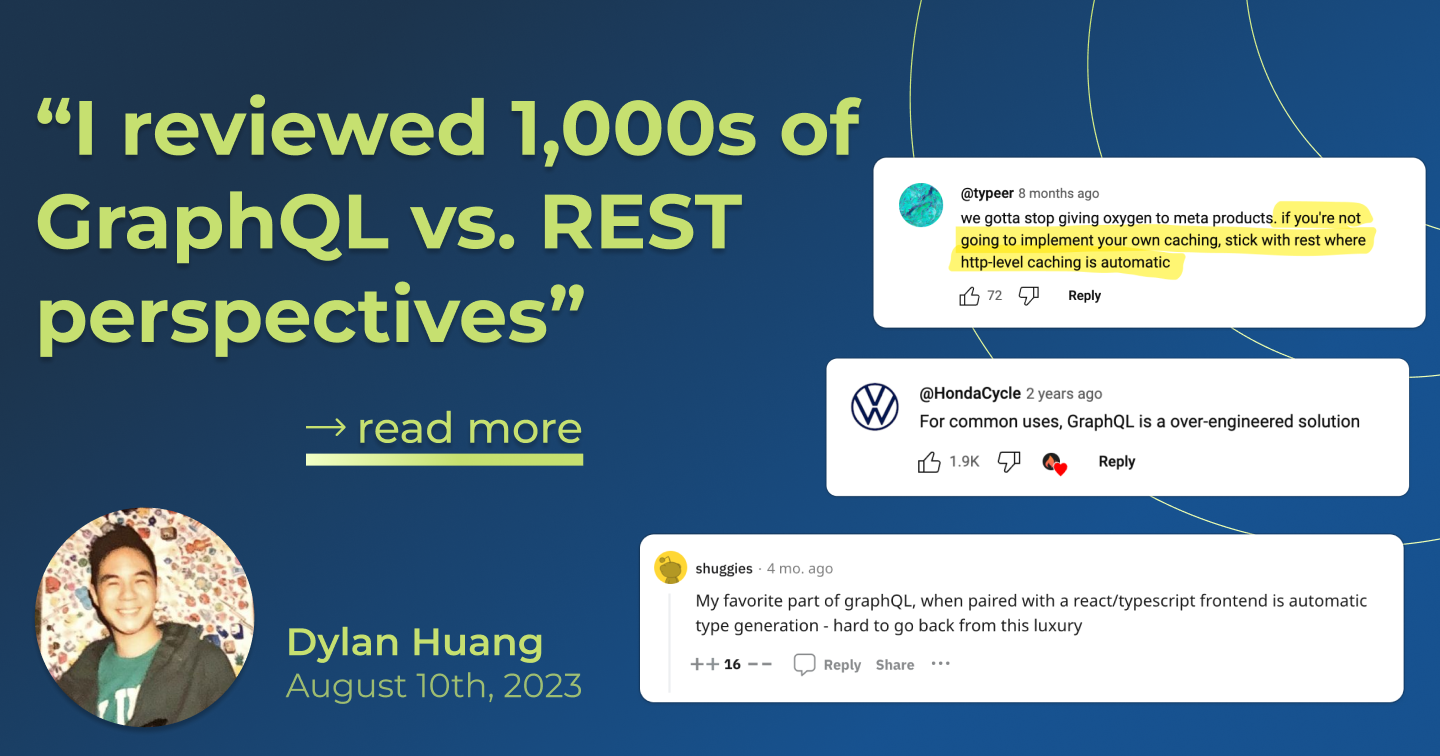 “I reviewed 1,000s of
GraphQL vs. REST
perspectives”
→ read more
Dylan Huang
August 10th, 2023
@typeer 8 months ago
we gotta stop giving oxygen to meta products. if you're not
going to implement your own caching, stick with rest where
http-level caching is automatic
72 Reply
@HondaCycle 2 years ago
For common uses, GraphQL is a over-engineered solution
1.9K Reply
shuggies · 4 mo. ago
My favorite part of graphQL, when paired with a react/typescript frontend is automatic
type generation - hard to go back from this luxury
++ 16 -- Reply Share ···